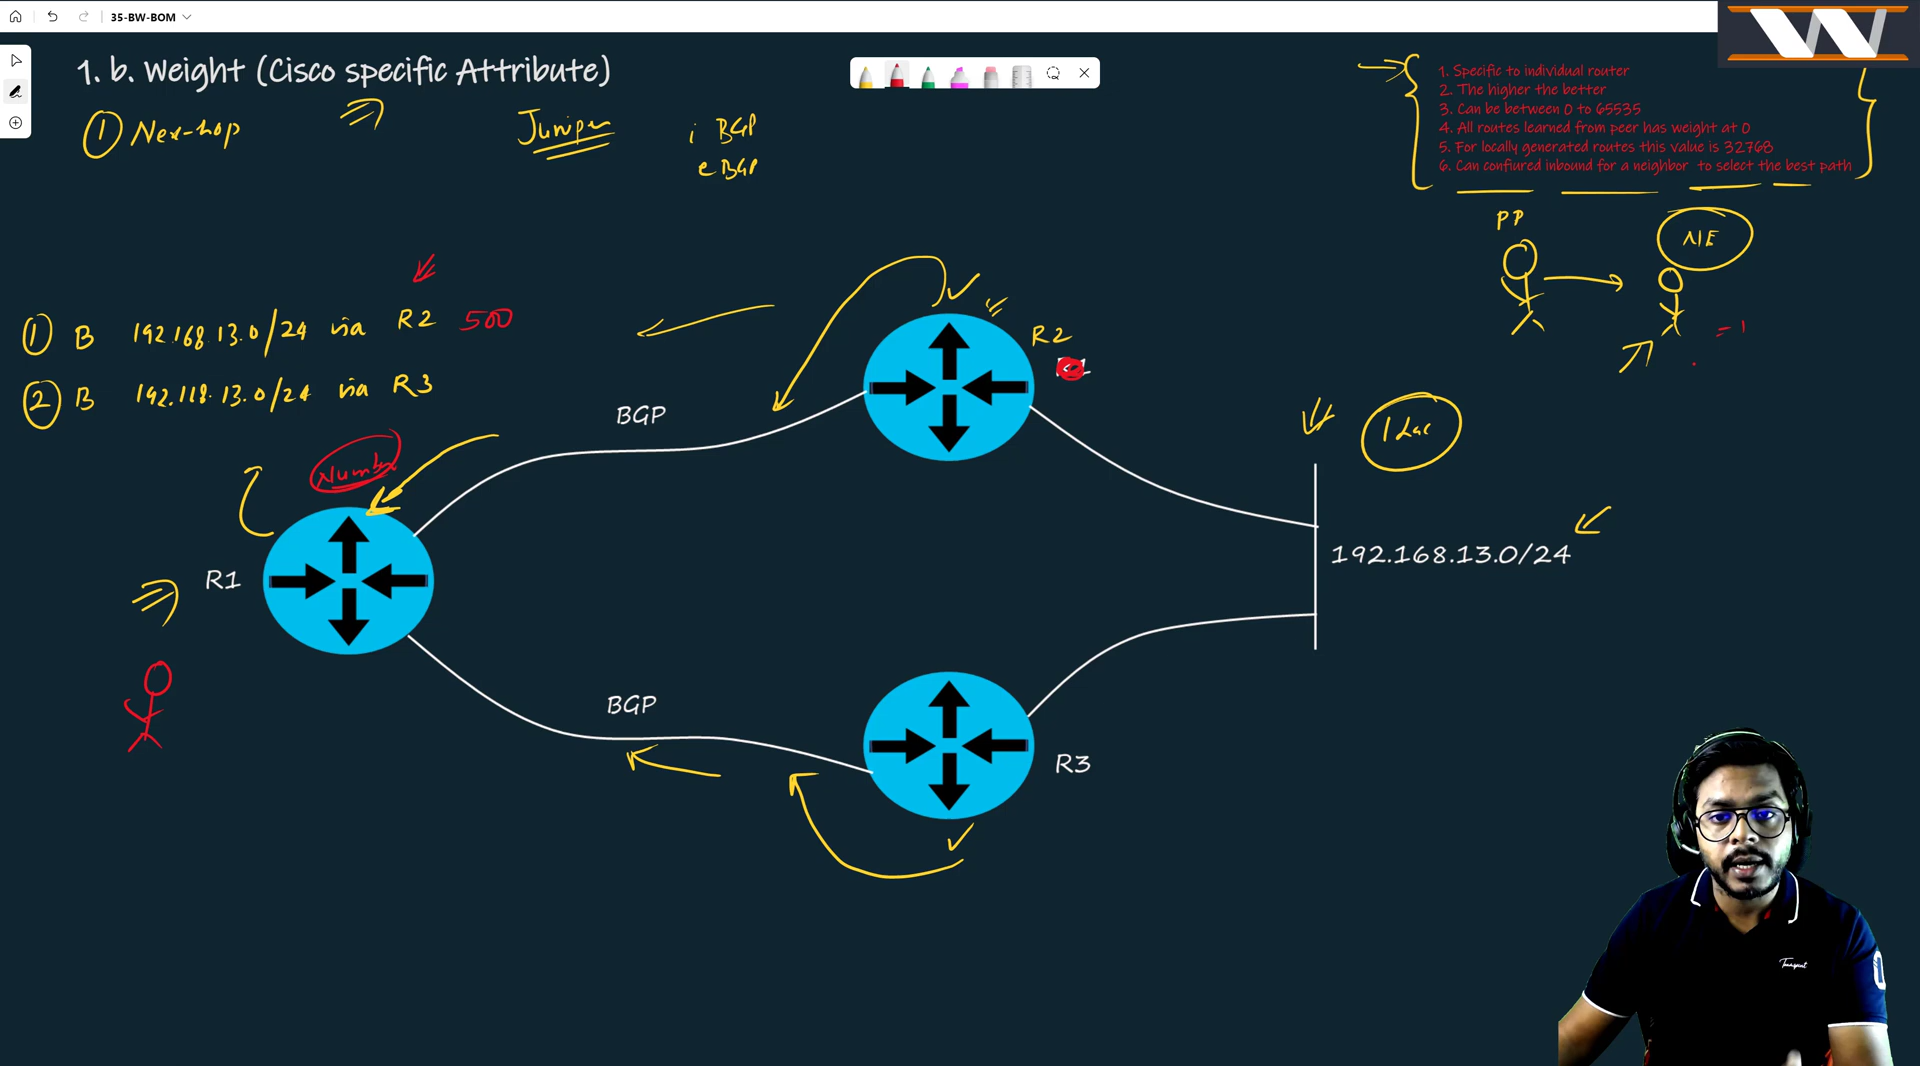 35-BW-BOM
1. b. Weight (Cisco specific Attribute)
1 Nex-hop
Juniper
i BGP
e BGP
1. Specific to individual router
2. The higher the better
3. Can be between 0 to 65535
4. All routes learned from peer has weight at 0
5. For locally generated routes this value is 32768
6. Can confiured inbound for a neighbor to select the best path
PP
NE
= 1
1 B 192.168.13.0/24 via R2 500
2 B 192.118.13.0/24 via R3
R2
BGP
1 Lac
Number
192.168.13.0/24
R1
BGP
R3